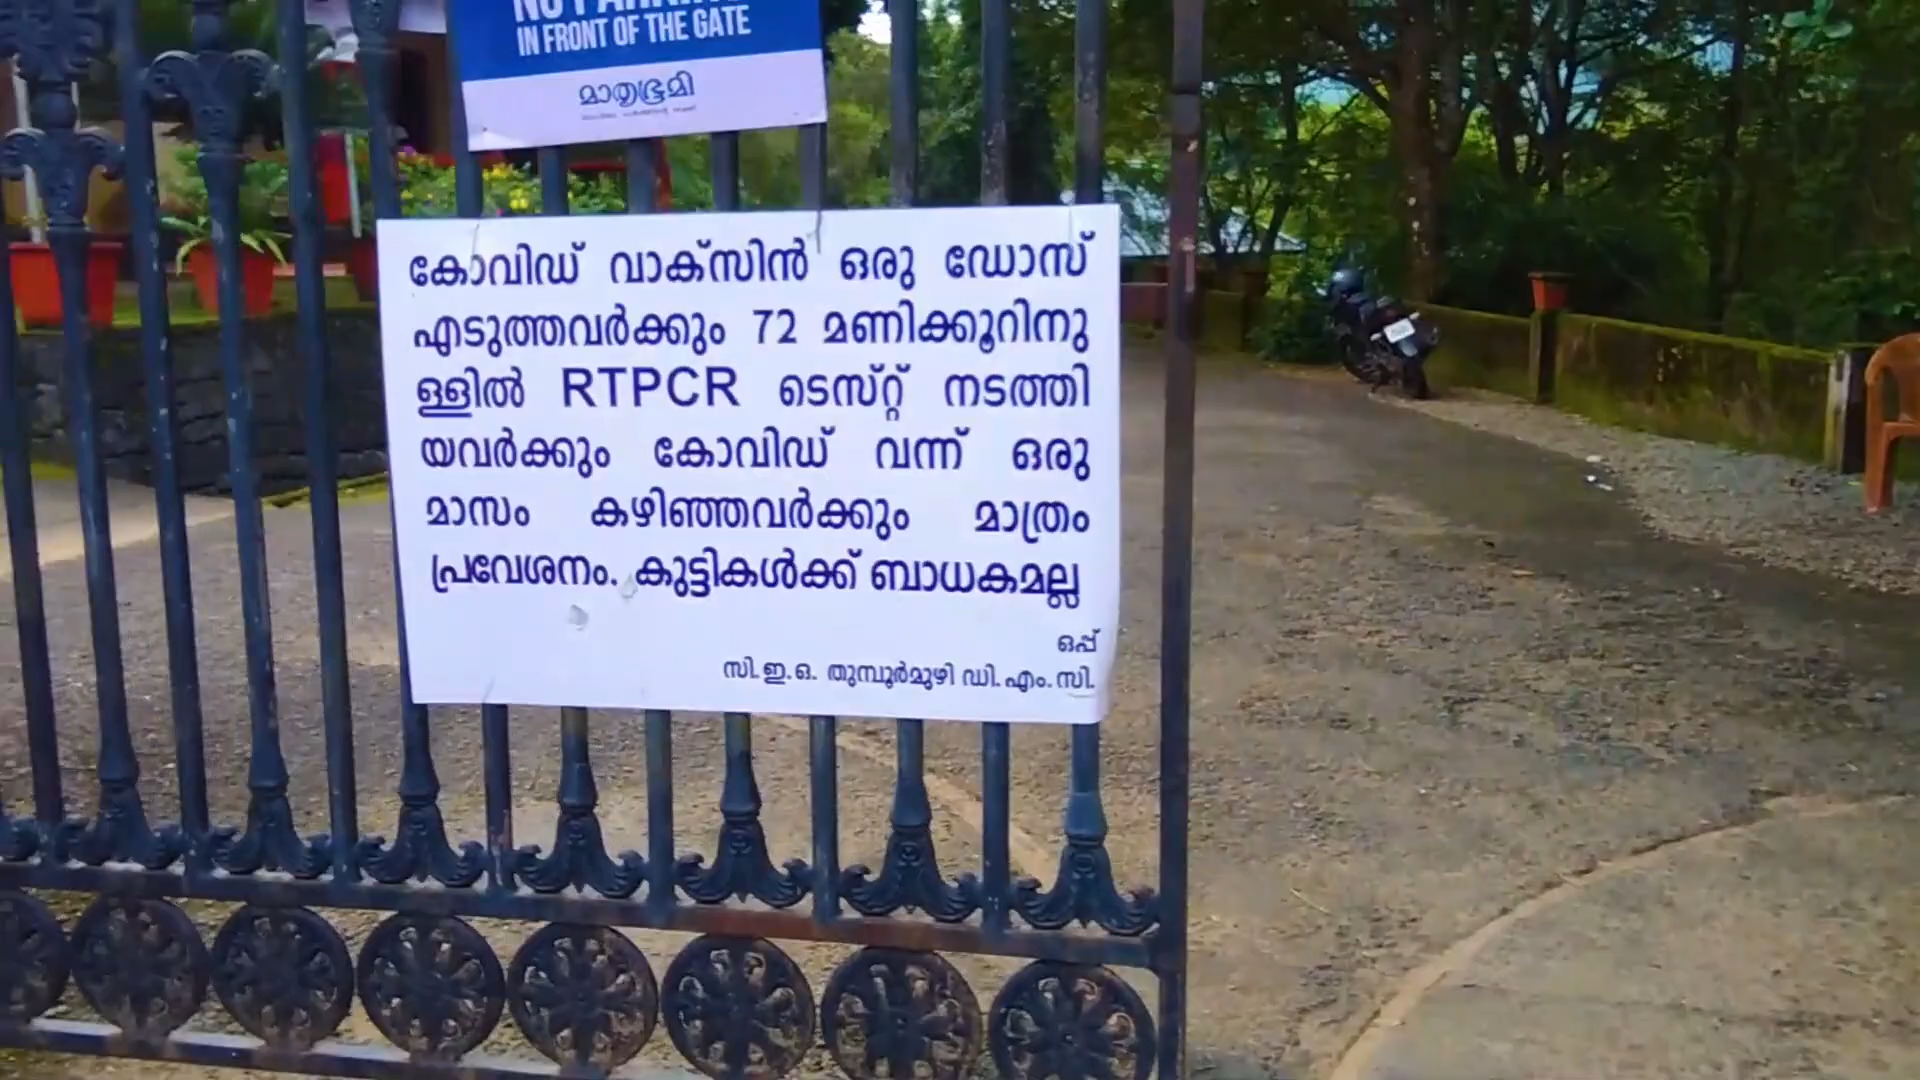 IN FRONT OF THE GATE
മാതൃഭൂമി
കോവിഡ് വാക്സിൻ ഒരു ഡോസ്
എടുത്തവർക്കും 72 മണിക്കൂറിനു
ള്ളിൽ RTPCR ടെസ്റ്റ് നടത്തി
യവർക്കും കോവിഡ് വന്ന് ഒരു
മാസം കഴിഞ്ഞവർക്കും മാത്രം
പ്രവേശനം. കുട്ടികൾക്ക് ബാധകമല്ല
ഒപ്പ്
സി.ഇ.ഒ. തുമ്പൂർമുഴി ഡി.എം.സി.